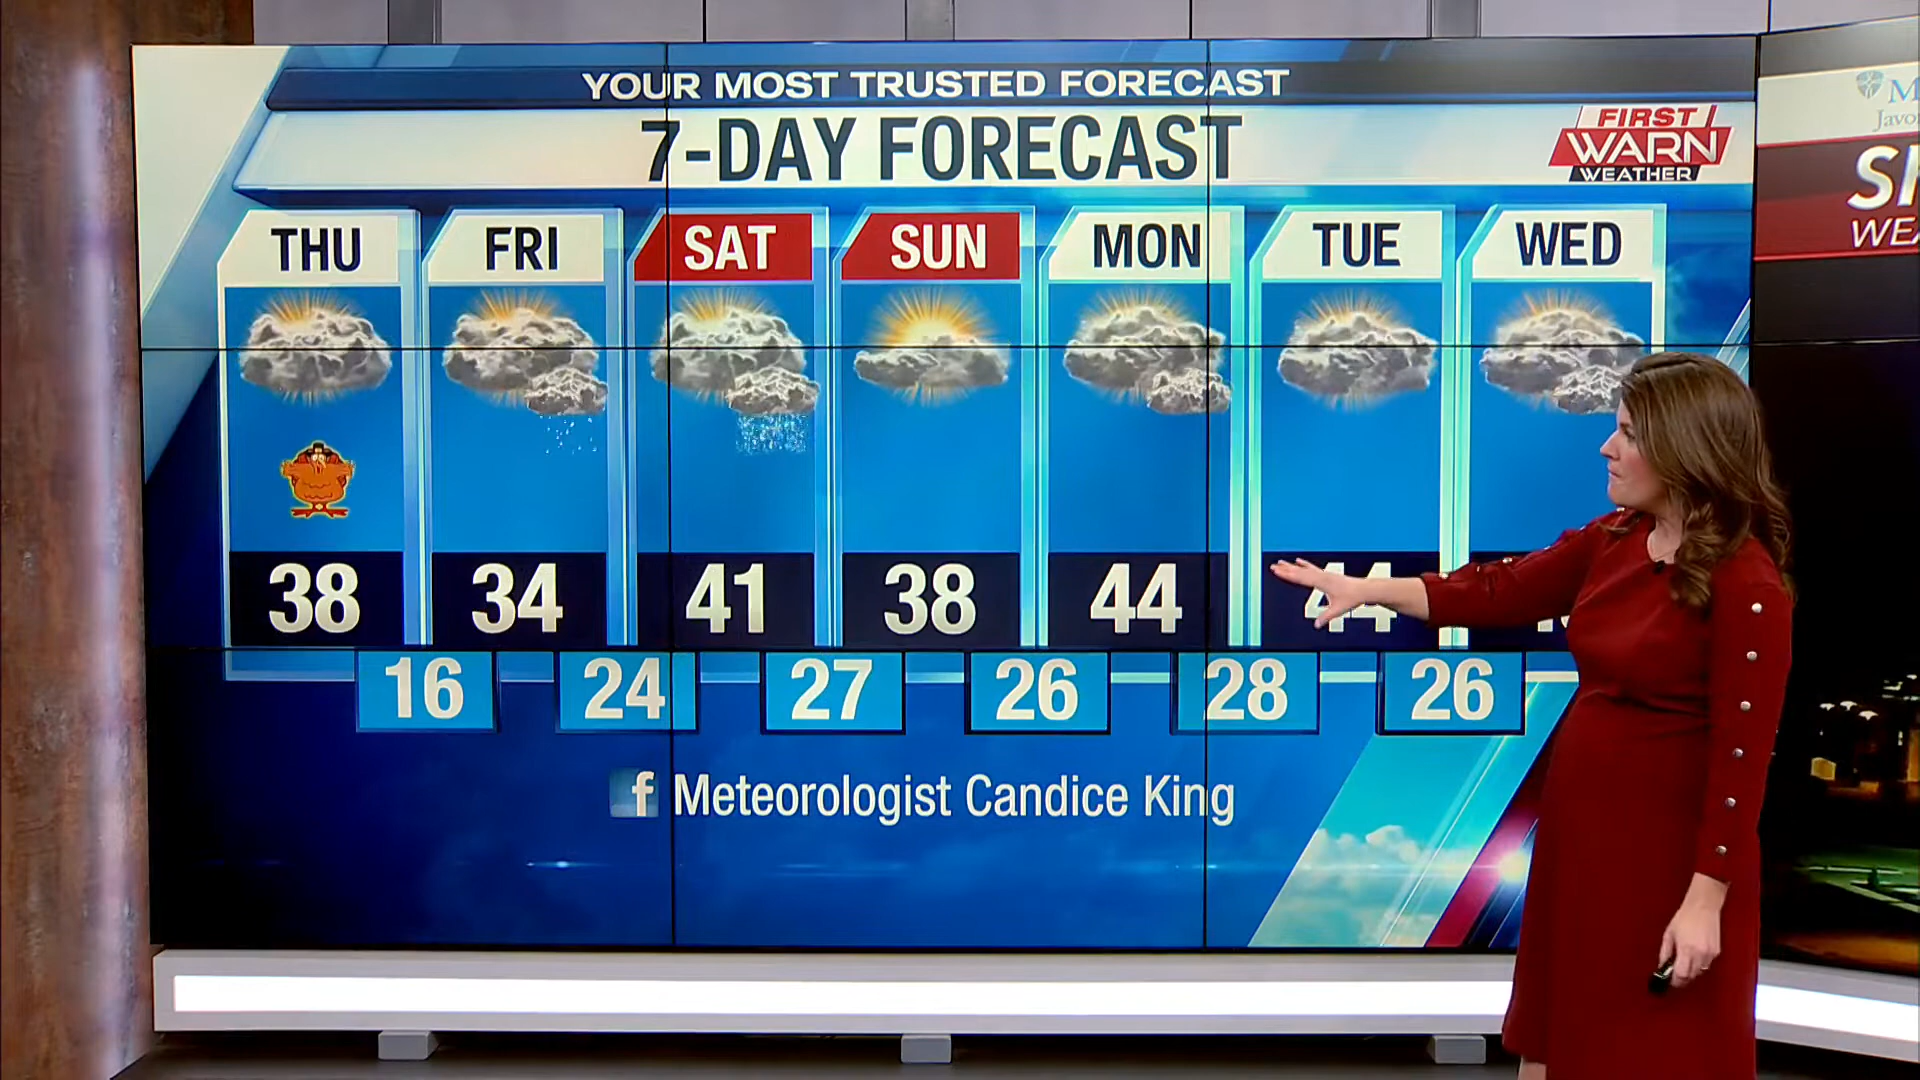 YOUR MOST TRUSTED FORECAST
7-DAY FORECAST
FIRST
WARN
WEATHER
THU FRI SAT SUN MON TUE WED
38 34 41 38 44 44
16 24 27 26 28 26
f Meteorologist Candice King